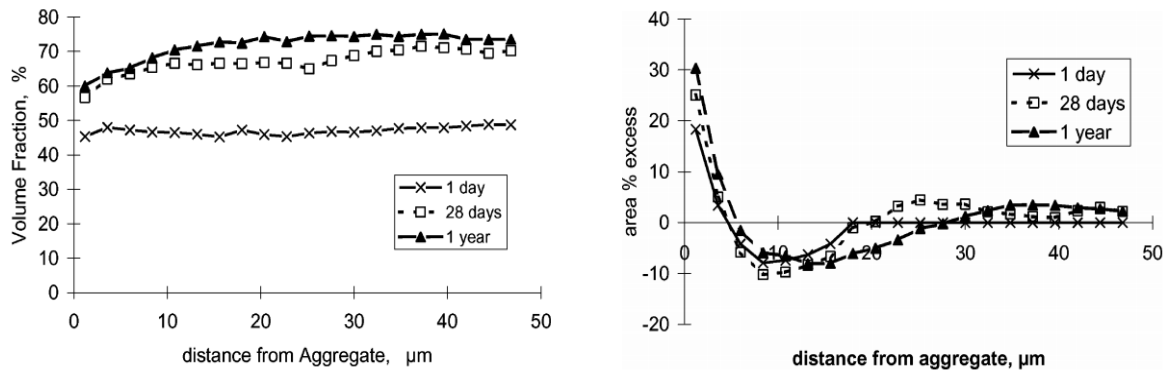 Volume Fraction, %
80
70
60
50
40
30
20
10
0
0 10 20 30 40 50
distance from Aggregate, µm
1 day
28 days
1 year
area % excess
40
30
20
10
0
-10
-20
0 10 20 30 40 50
distance from aggregate, µm
1 day
28 days
1 year